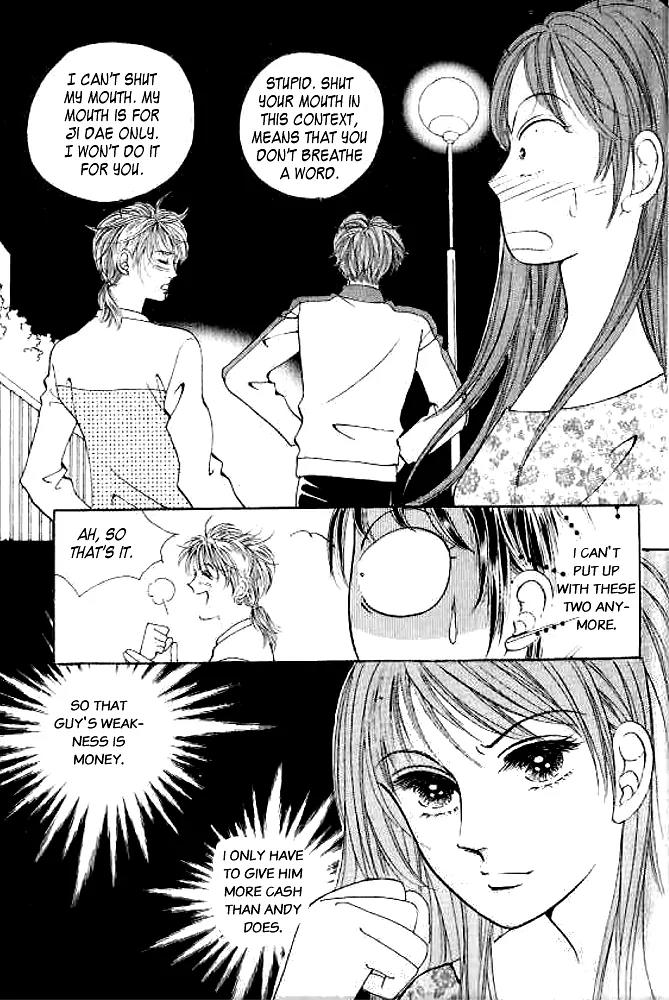 I CAN'T SHUT
MY MOUTH. MY
MOUTH IS FOR
JI DAE ONLY.
I WON'T DO IT
FOR YOU.
STUPID. SHUT
YOUR MOUTH IN
THIS CONTEXT,
MEANS THAT YOU
DON'T BREATHE
A WORD.
AH, SO
THAT'S IT.
I CAN'T
PUT UP
WITH THESE
TWO ANY-
MORE.
SO THAT
GUY'S WEAK-
NESS IS
MONEY.
I ONLY HAVE
TO GIVE HIM
MORE CASH
THAN ANDY
DOES.